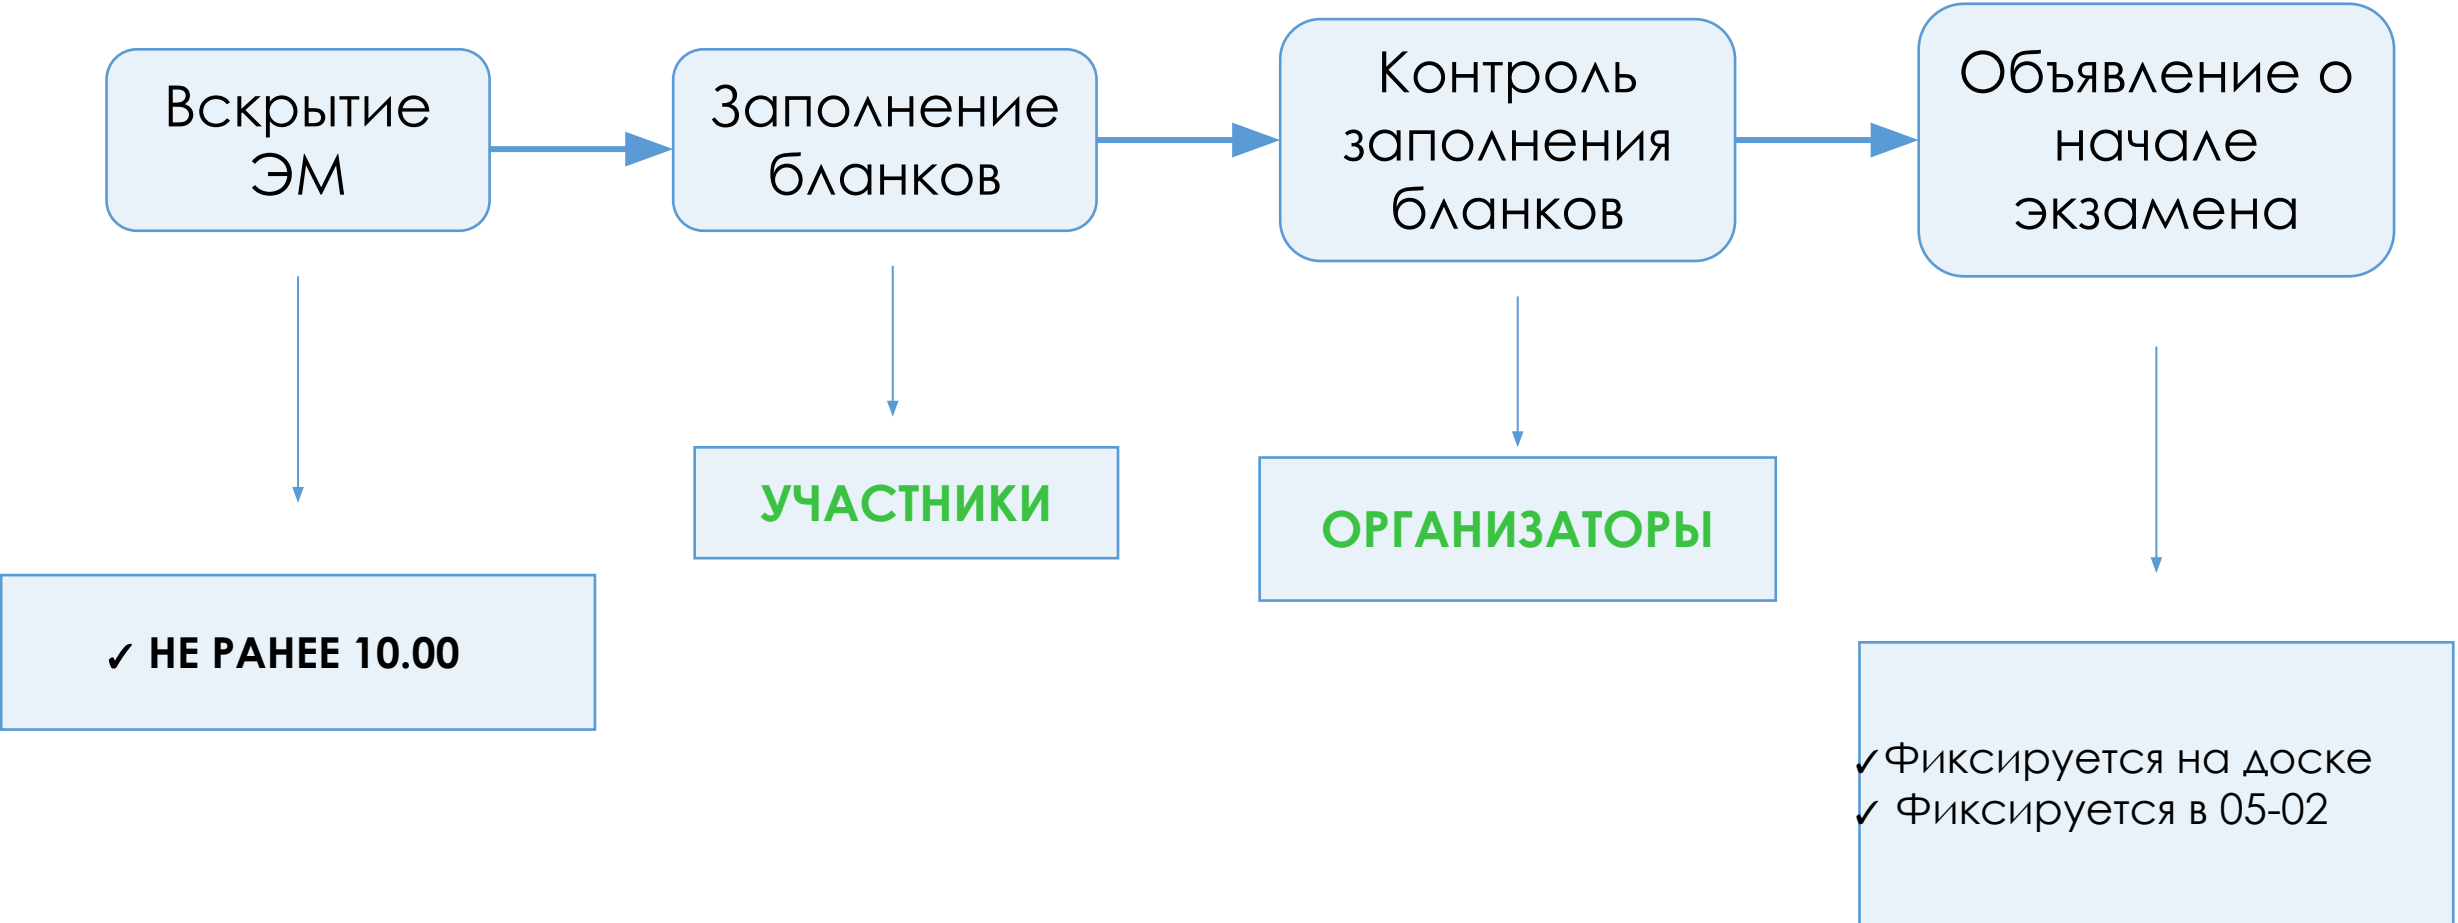 Вскрытие
ЭМ
Заполнение
бланков
Контроль
заполнения
бланков
Объявление о
начале
экзамена
УЧАСТНИКИ
ОРГАНИЗАТОРЫ
✓ НЕ РАНЕЕ 10.00
✓Фиксируется на доске
✓ Фиксируется в 05-02